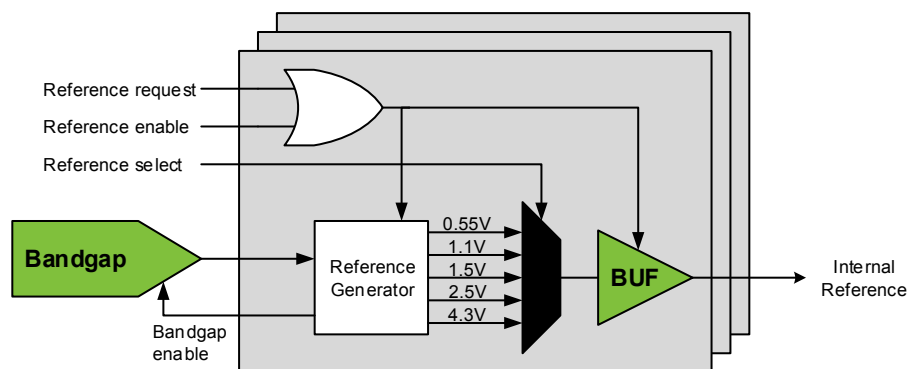 Reference request
Reference enable
Reference select
Bandgap
Reference
Generator
0.55V
1.1V
1.5V
2.5V
4.3V
BUF
Internal
Reference
Bandgap
enable